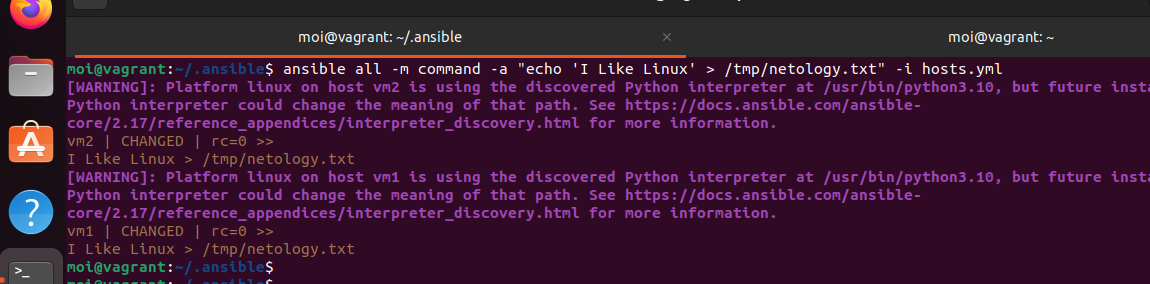 moi@vagrant: ~/.ansible
moi@vagrant: ~
moi@vagrant:~/.ansible$ ansible all -m command -a "echo 'I Like Linux' > /tmp/netology.txt" -i hosts.yml
[WARNING]: Platform linux on host vm2 is using the discovered Python interpreter at /usr/bin/python3.10, but future insta
Python interpreter could change the meaning of that path. See https://docs.ansible.com/ansible-
core/2.17/reference_appendices/interpreter_discovery.html for more information.
vm2 | CHANGED | rc=0 >>
I Like Linux > /tmp/netology.txt
[WARNING]: Platform linux on host vm1 is using the discovered Python interpreter at /usr/bin/python3.10, but future insta
Python interpreter could change the meaning of that path. See https://docs.ansible.com/ansible-
core/2.17/reference_appendices/interpreter_discovery.html for more information.
vm1 | CHANGED | rc=0 >>
I Like Linux > /tmp/netology.txt
moi@vagrant:~/.ansible$